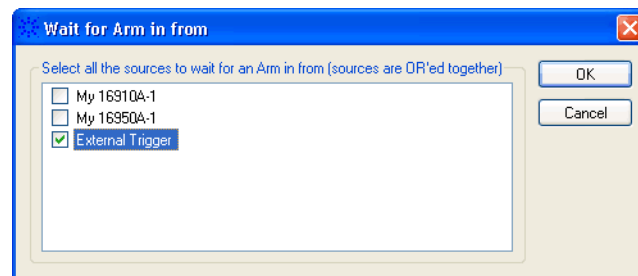 Wait for Arm in from
Select all the sources to wait for an Arm in from (sources are OR'ed together)
OK
My 16910A-1
My 16950A-1
Cancel
External Trigger